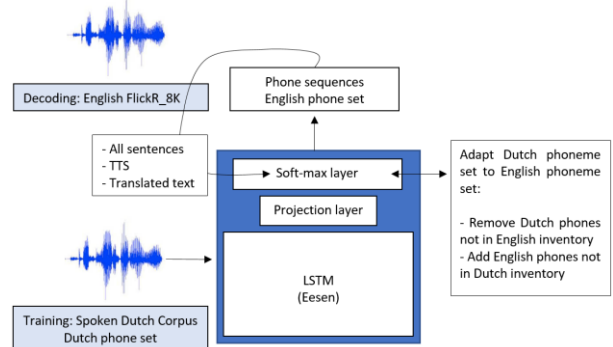 Decoding: English FlickR_8K
Phone sequences
English phone set
- All sentences
- TTS
- Translated text
Soft-max layer
Projection layer
LSTM
(Eesen)
Adapt Dutch phoneme
set to English phoneme
set:
- Remove Dutch phones
not in English inventory
- Add English phones not
in Dutch inventory
Training: Spoken Dutch Corpus
Dutch phone set